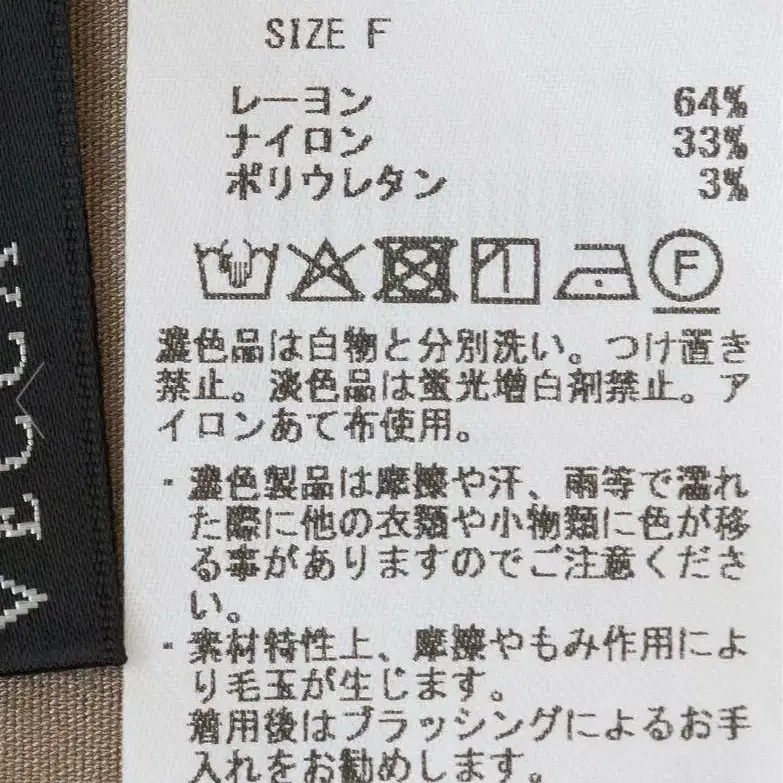 SIZE F
レーヨン 64%
ナイロン 33%
ポリウレタン 3%
F
濃色品は白物と分別洗い。つけ置き
禁止。淡色品は蛍光増白剤禁止。ア
イロンあて布使用。
・濃色製品は摩擦や汗、雨等で濡れ
た際に他の衣類や小物類に色が移
る事がありますのでご注意くださ
い。
・素材特性上、摩擦やもみ作用によ
り毛玉が生じます。
着用後はブラッシングによるお手
入れをお勧めします。